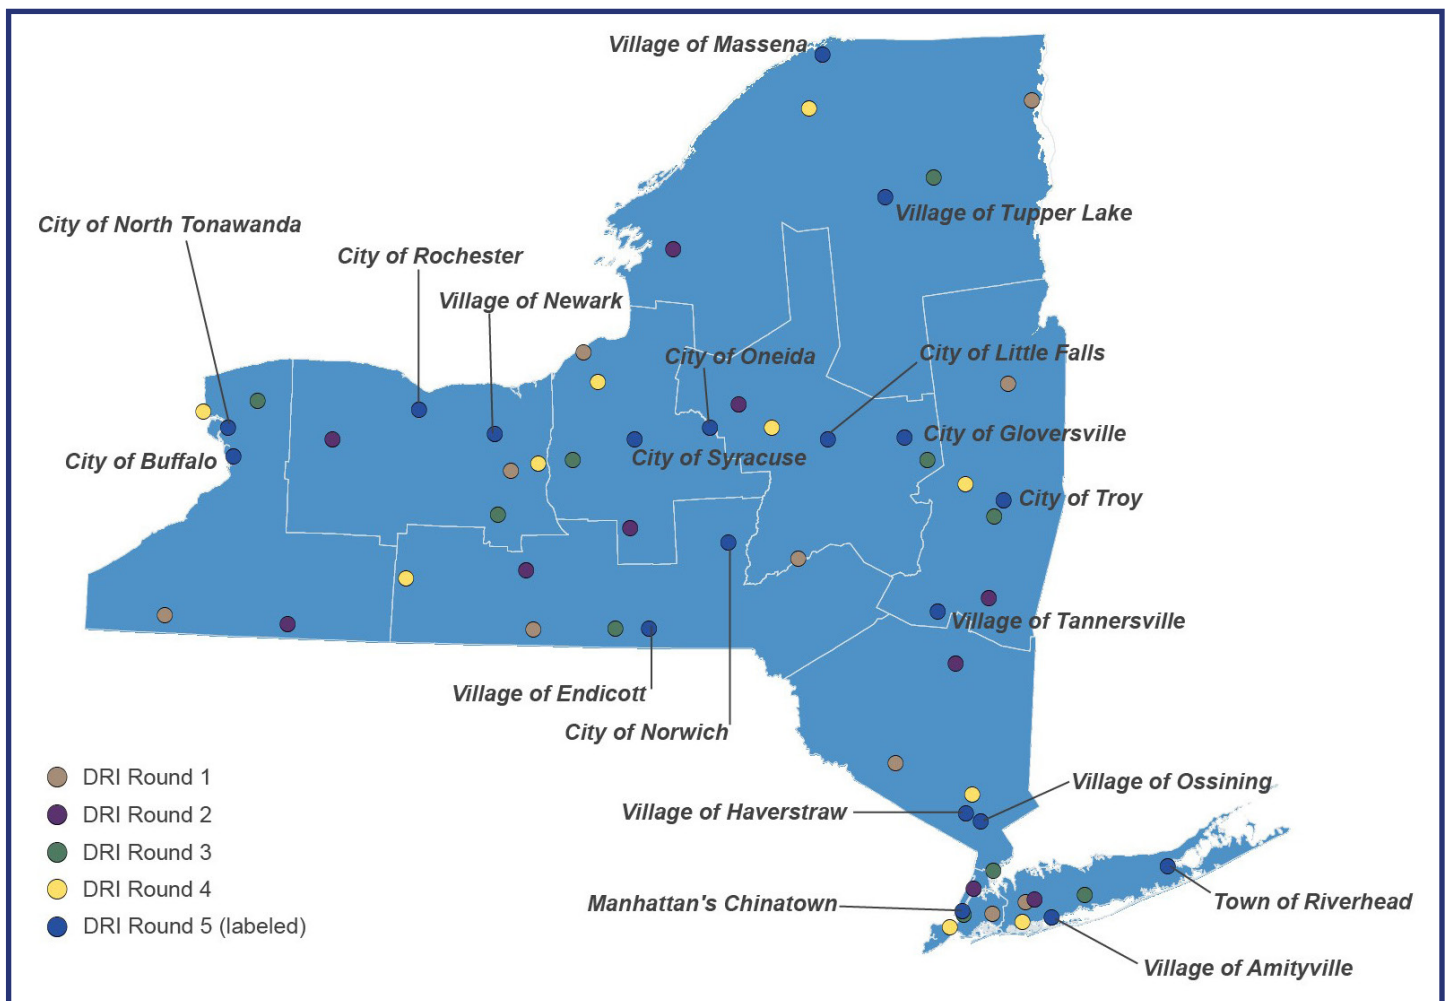 Village of Massena
Village of Tupper Lake
City of North Tonawanda
City of Rochester
Village of Newark
City of Oneida
City of Little Falls
City of Gloversville
City of Buffalo
City of Syracuse
City of Troy
Village of Tannersville
Village of Endicott
City of Norwich
DRI Round 1
Village of Ossining
Village of Haverstraw
DRI Round 2
DRI Round 3
DRI Round 4
Manhattan's Chinatown
Town of Riverhead
DRI Round 5 (labeled)
Village of Amityville